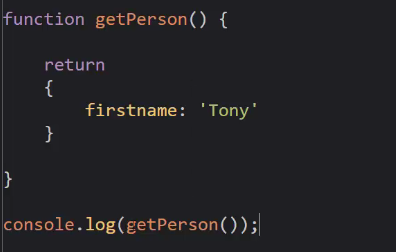 function getPerson() {
return
{
firstname: 'Tony'
}
}
console.log(getPerson());